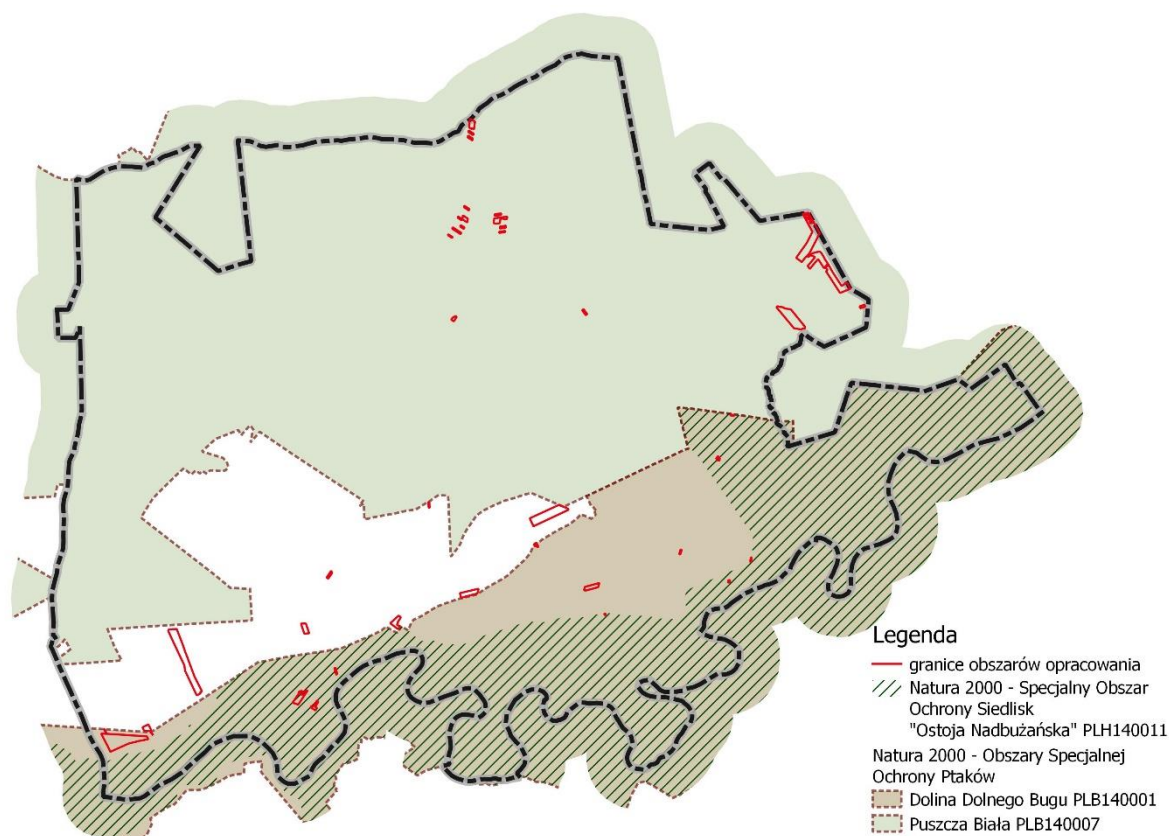 Legenda
granice obszarów opracowania
Natura 2000 - Specjalny Obszar
Ochrony Siedlisk
"Ostoja Nadbużańska" PLH140011
Natura 2000 - Obszary Specjalnej
Ochrony Ptaków
Dolina Dolnego Bugu PLB140001
Puszcza Biała PLB140007